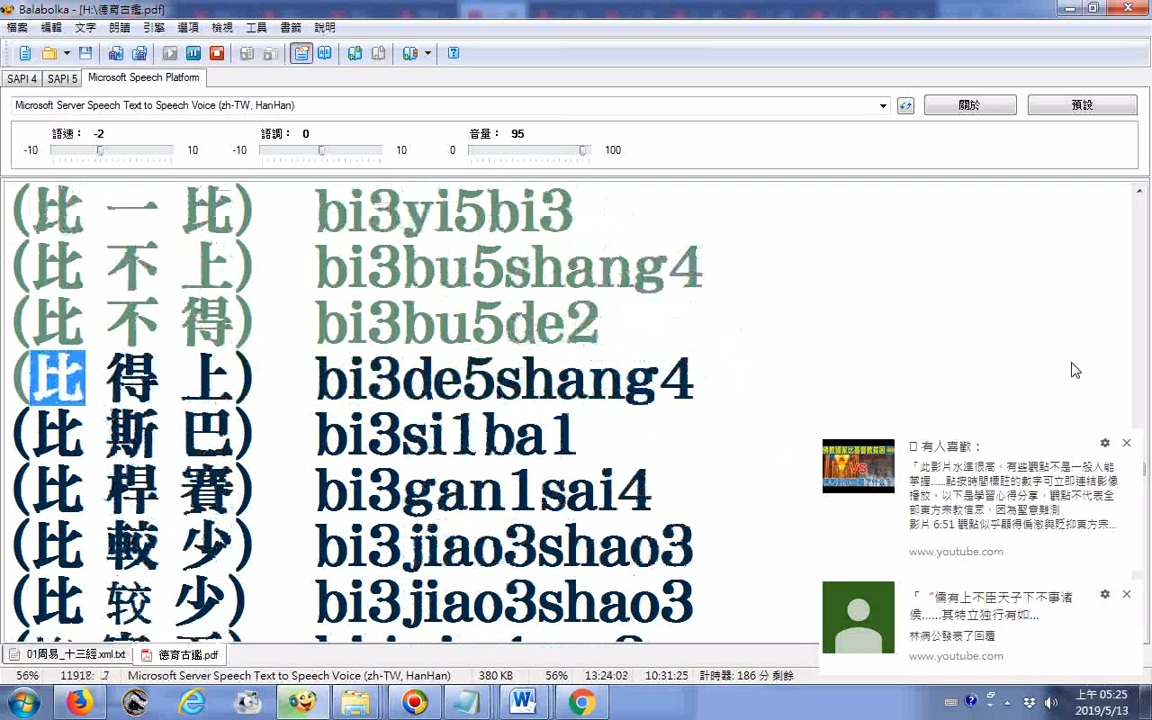 Balabolka - [H:\德育古鑑.pdf]
檔案 編輯 文字 朗讀 引擎 選項 檢視 工具 書籤 說明
SAPI 4 SAPI 5 Microsoft Speech Platform
Microsoft Server Speech Text to Speech Voice (zh-TW, HanHan) 關於 預設
語速： -2 語調： 0 音量： 95
-10 10 -10 10 0 100
(比 一 比) bi3yi5bi3
(比 不 上) bi3bu5shang4
(比 不 得) bi3bu5de2
(比 得 上) bi3de5shang4
(比 斯 巴) bi3si1ba1
(比 桿 賽) bi3gan1sai4
(比 較 少) bi3jiao3shao3
(比 较 少) bi3jiao3shao3
有人喜歡：
「此影片水準很高，有些觀點不是一般人能
掌握......點按時間標註的數字可立即連結影像
播放，以下是學習心得分享，觀點不代表全
部東方宗教信眾，因為聖意難測
影片 6:51 觀點似乎顯得偏激與貶抑東方宗...
www.youtube.com
「“儒有上不臣天子下不事诸
侯......其特立独行有如...
林炳公發表了回覆
www.youtube.com
01周易_十三經.xml.txt 德育古鑑.pdf
56% Microsoft Server Speech Text to Speech Voice (zh-TW, HanHan) 380 KB 56% 13:24:02 10:31:25 計時器: 186 分 剩餘
上午 05:25
2019/5/13